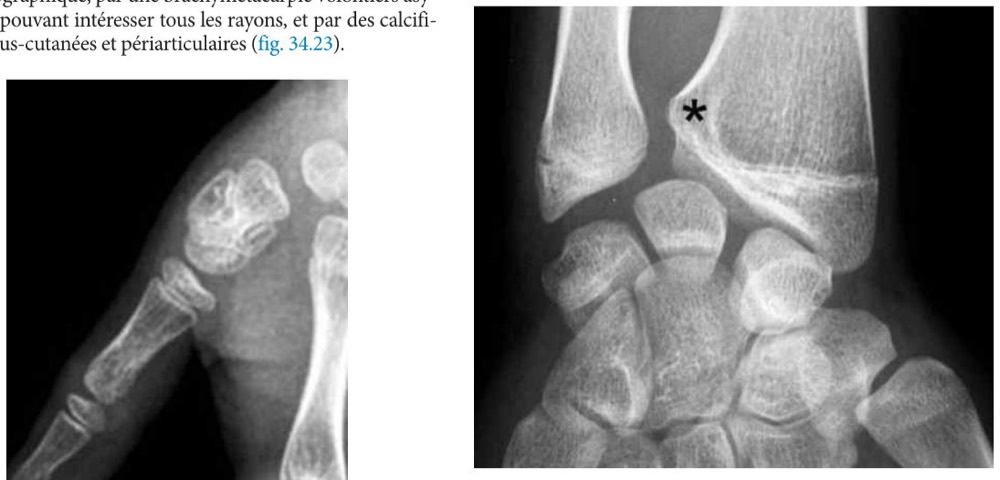 pouvant intéresser tous les rayons, et par des calcifi-
us-cutanées et périarticulaires (fig. 34.23).
*